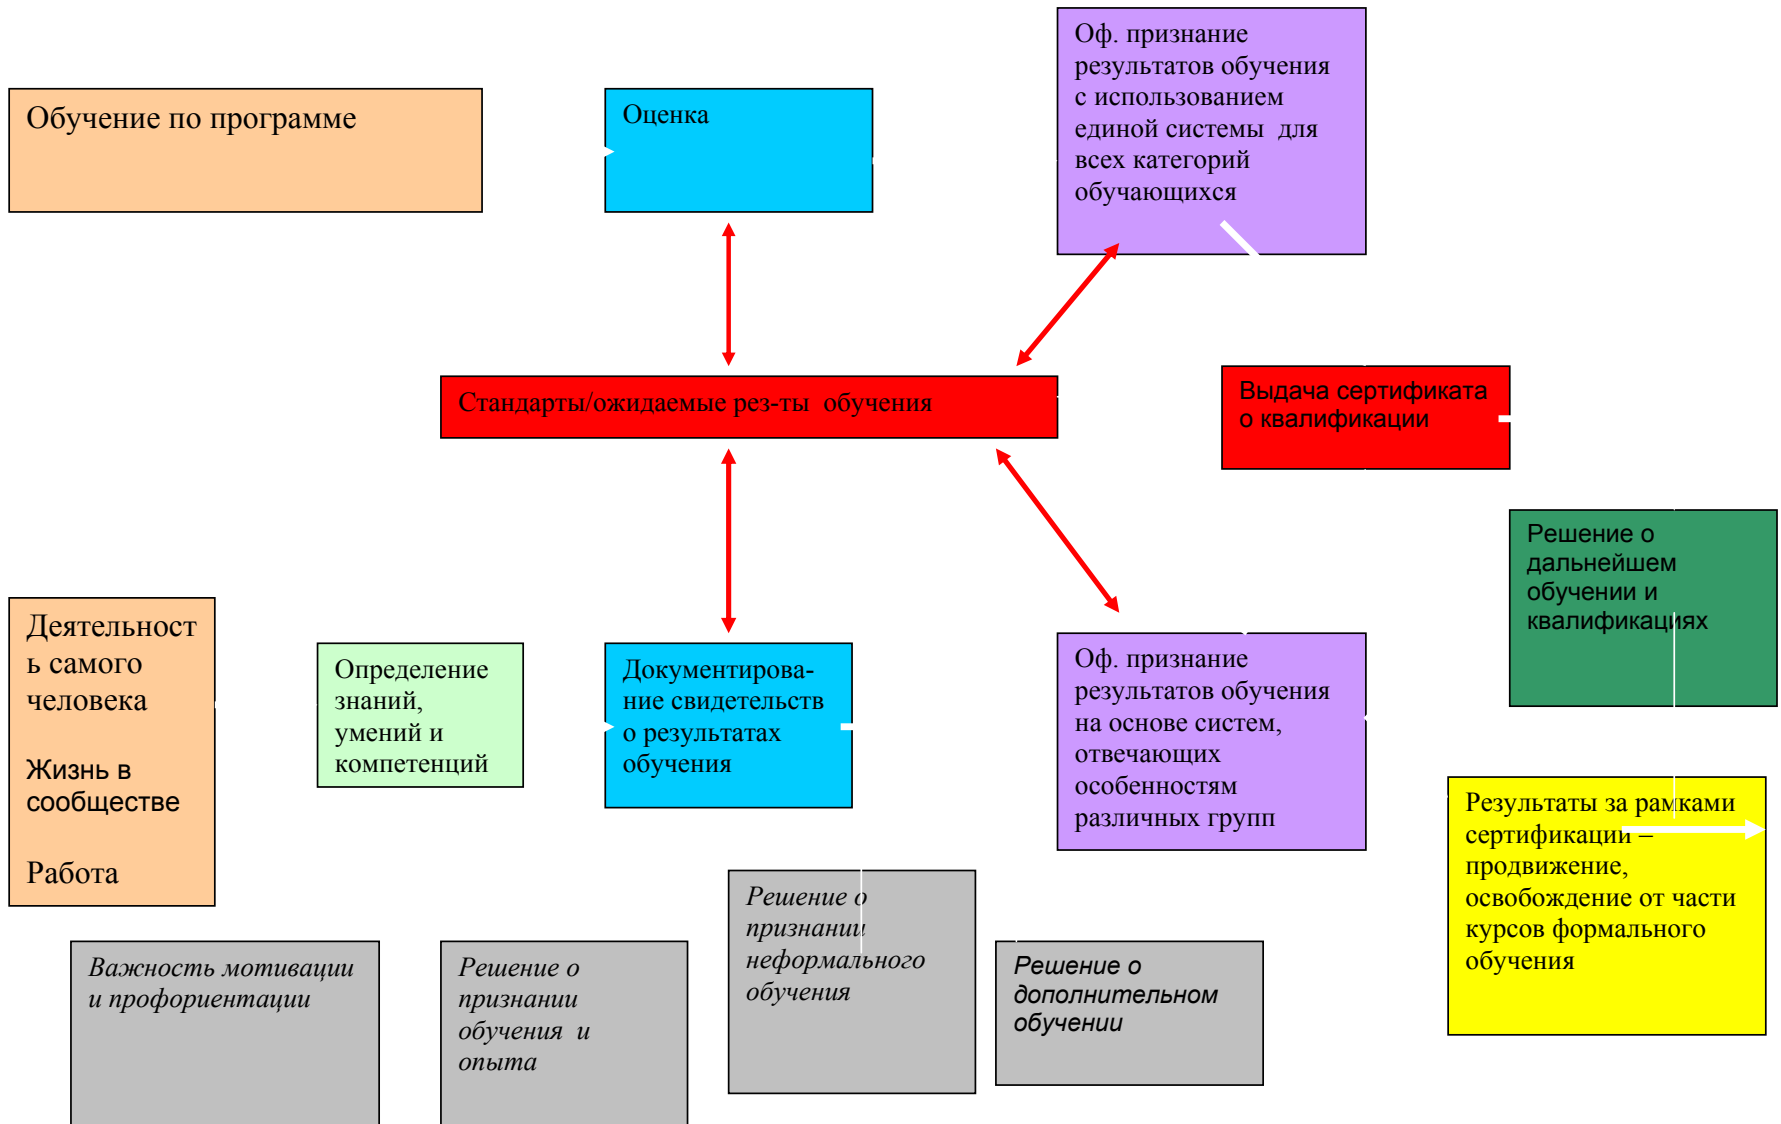 Обучение по программе
Оценка
Оф. признание
результатов обучения
с использованием
единой системы для
всех категорий
обучающихся
Стандарты/ожидаемые рез-ты обучения
Выдача сертификата
о квалификации
Решение о
дальнейшем
обучении и
квалификациях
Деятельност
ь самого
человека
Жизнь в
сообществе
Работа
Определение
знаний,
умений и
компетенций
Документирова-
ние свидетельств
о результатах
обучения
Оф. признание
результатов обучения
на основе систем,
отвечающих
особенностям
различных групп
Результаты за рамками
сертификации –
продвижение,
освобождение от части
курсов формального
обучения
Важность мотивации
и профориентации
Решение о
признании
обучения и
опыта
Решение о
признании
неформального
обучения
Решение о
дополнительном
обучении